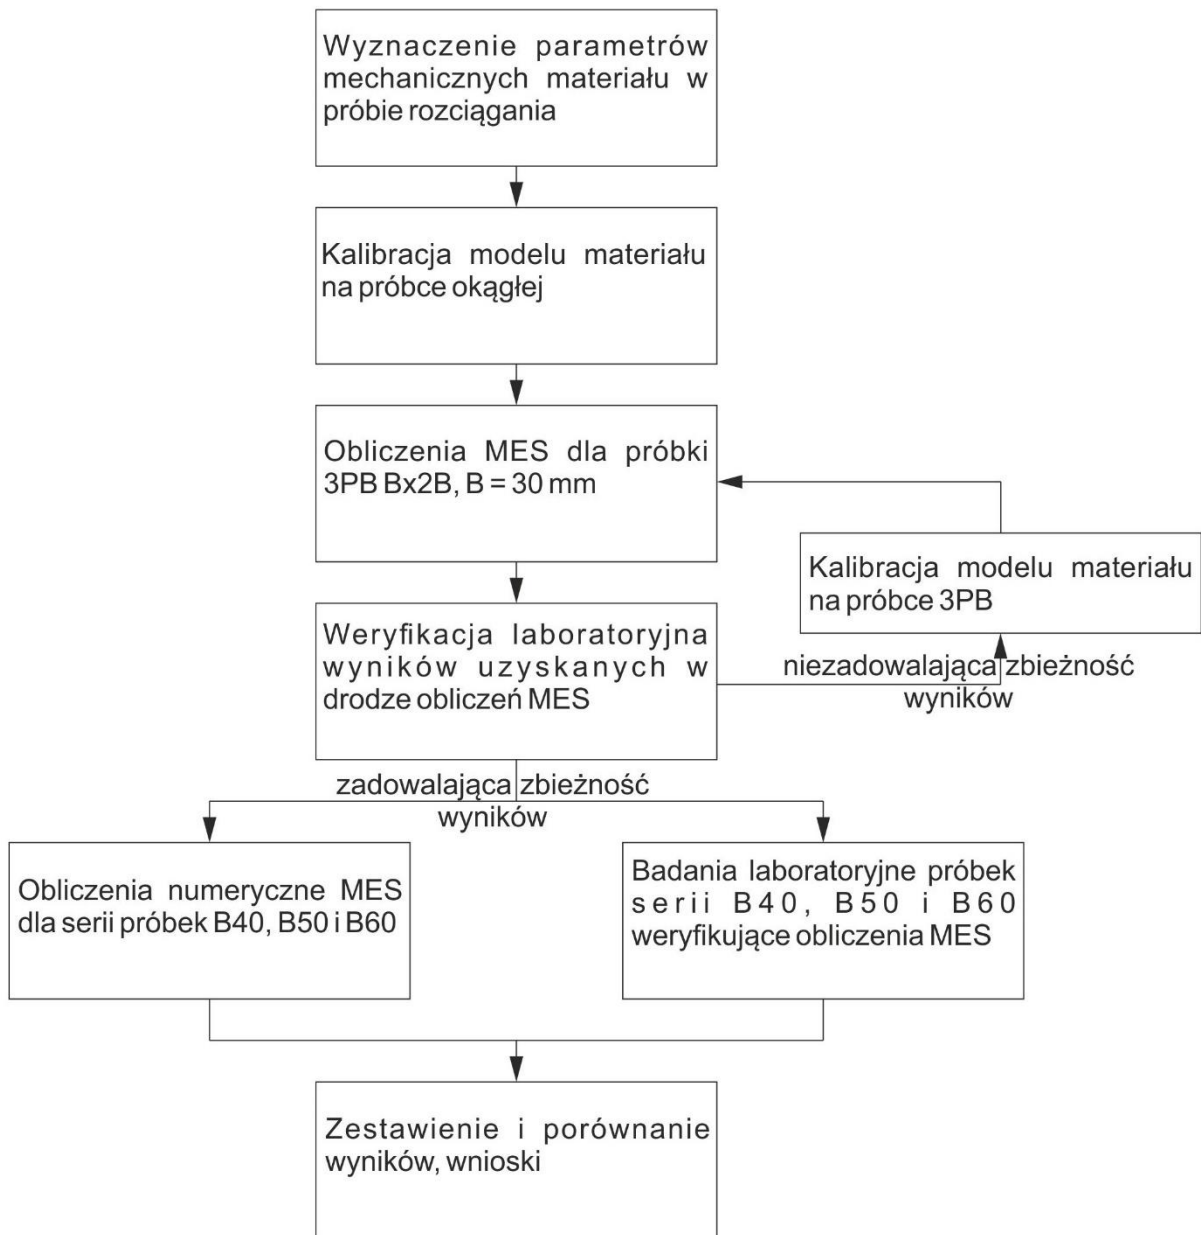 Wyznaczenie parametrów
mechanicznych materiału w
próbie rozciągania
Kalibracja modelu materiału
na próbce okągłej
Obliczenia MES dla próbki
3PB Bx2B, B = 30 mm
Kalibracja modelu materiału
na próbce 3PB
Weryfikacja laboratoryjna
wyników uzyskanych w
drodze obliczeń MES
niezadowalająca zbieżność
wyników
zadowalająca zbieżność
wyników
Obliczenia numeryczne MES
dla serii próbek B40, B50 i B60
Badania laboratoryjne próbek
serii B40, B50 i B60
weryfikujące obliczenia MES
Zestawienie i porównanie
wyników, wnioski